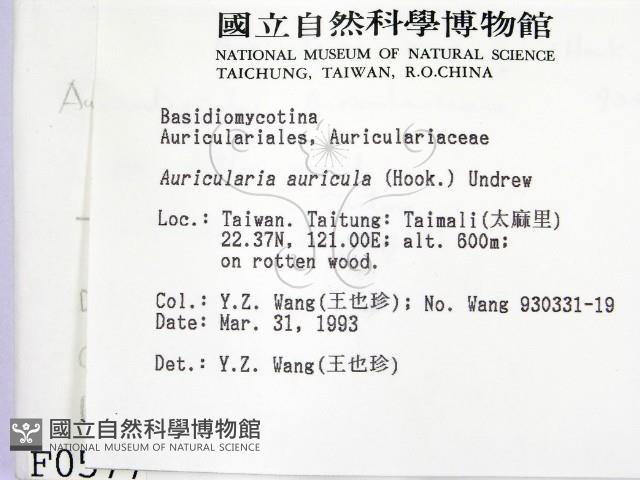 國立自然科學博物館
NATIONAL MUSEUM OF NATURAL SCIENCE
TAICHUNG, TAIWAN, R.O.CHINA
Basidiomycotina
Auriculariales, Auriculariaceae
Auricularia auricula (Hook.) Undrew
Loc.: Taiwan. Taitung: Taimali(太麻里)
22.37N, 121.00E; alt. 600m;
on rotten wood.
Col.: Y.Z. Wang(王也珍); No. Wang 930331-19
Date: Mar. 31, 1993
Det.: Y.Z. Wang(王也珍)
國立自然科學博物館
NATIONAL MUSEUM OF NATURAL SCIENCE